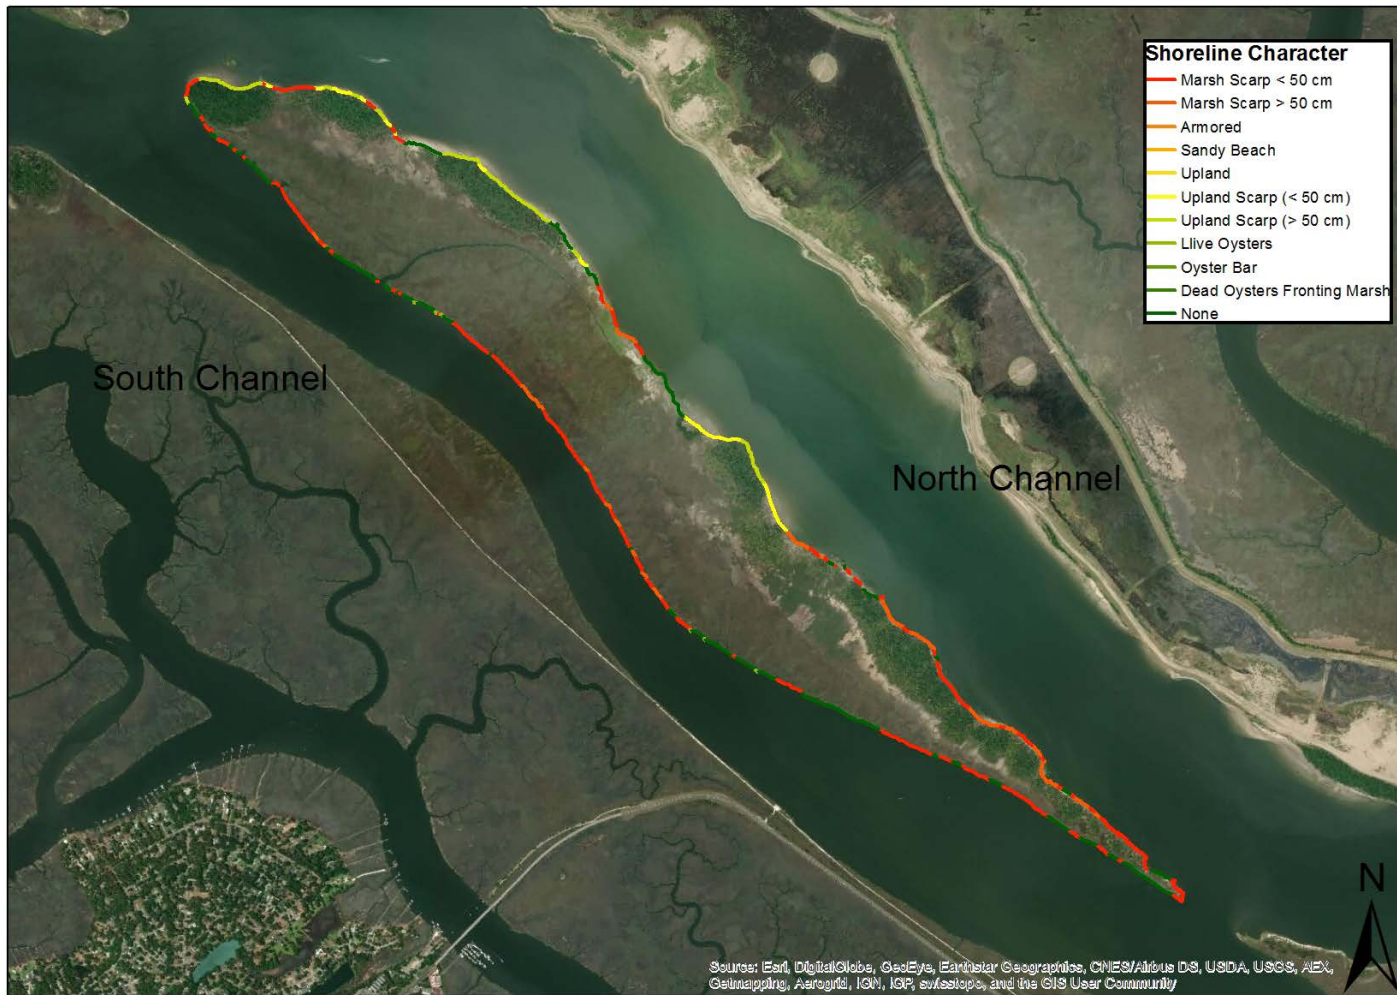 Shoreline Character
Marsh Scarp < 50 cm
Marsh Scarp > 50 cm
Armored
Sandy Beach
Upland
Upland Scarp (< 50 cm)
Upland Scarp (> 50 cm)
Llive Oysters
Oyster Bar
Dead Oysters Fronting Marsh
None
South Channel
North Channel
N
Source: Esri, DigitalGlobe, GeoEye, Earthstar Geographics, CNES/Airbus DS, USDA, USGS, AEX,
Getmapping, Aerogrid, IGN, IGP, swisstopo, and the GIS User Community